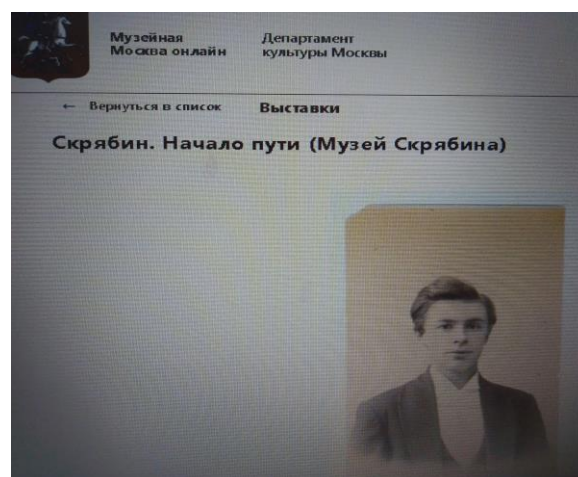 Музейная
Москва онлайн
Департамент
культуры Москвы
← Вернуться в список
Выставки
Скрябин. Начало пути (Музей Скрябина)